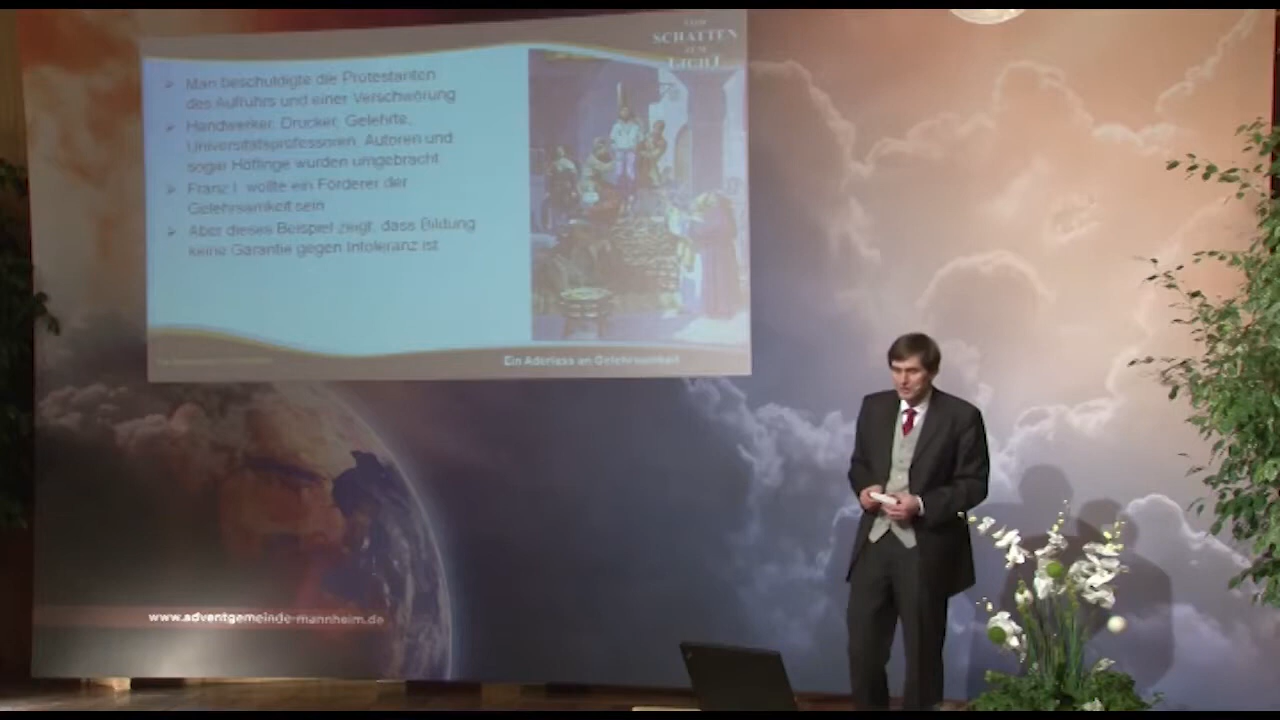 VOM
SCHATTEN
ZUM
LICHT
Man beschuldigte die Protestanten
des Aufruhrs und einer Verschwörung
Handwerker, Drucker, Gelehrte,
Universitätsprofessoren, Autoren und
sogar Höflinge wurden umgebracht
Franz I. wollte ein Förderer der
Gelehrsamkeit sein
Aber dieses Beispiel zeigt, dass Bildung
keine Garantie gegen Intoleranz ist
Ein Aderlass an Gelehrsamkeit
www.adventgemeinde-mannheim.de